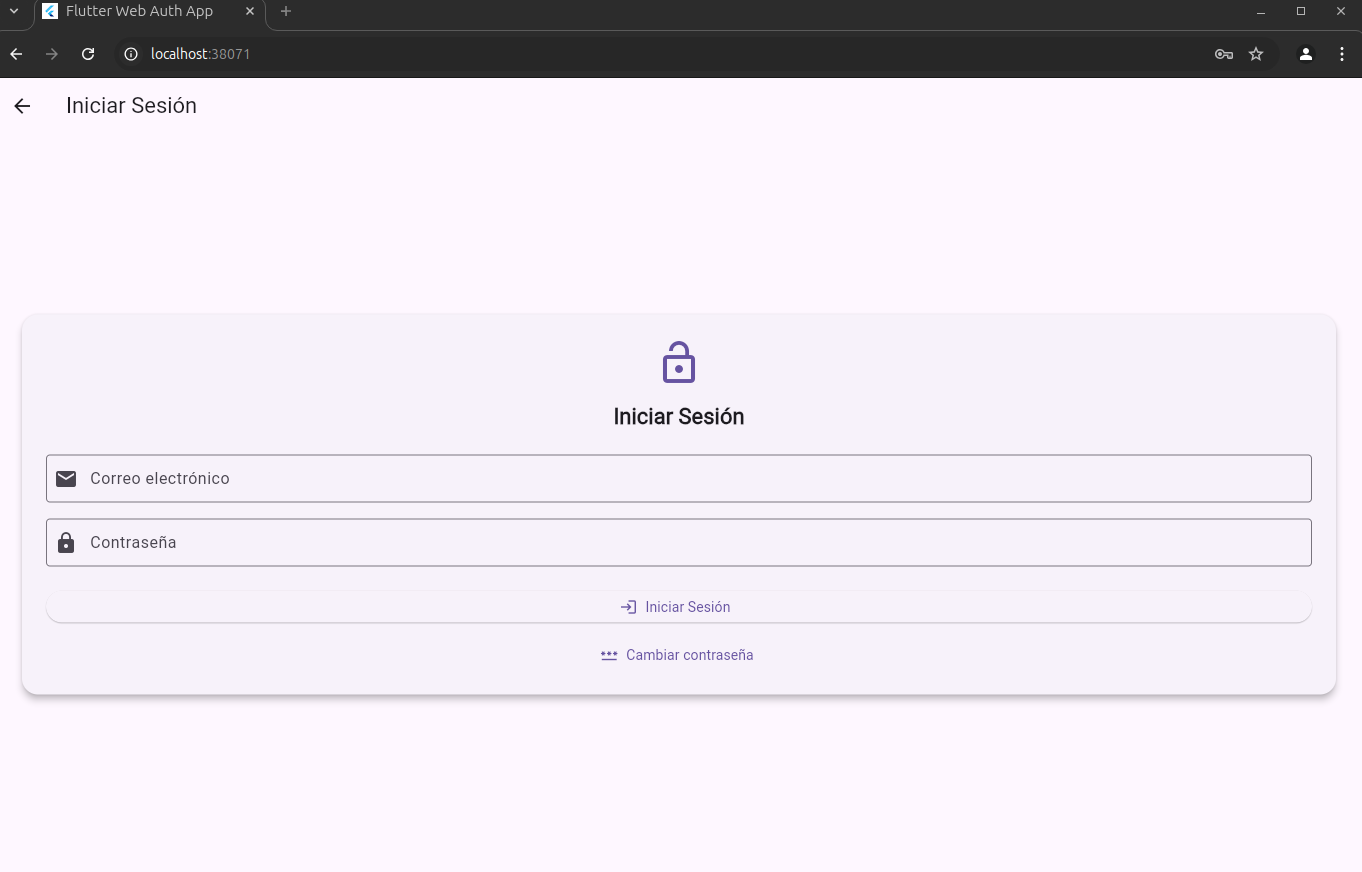 Flutter Web Auth App
localhost:38071
Iniciar Sesión
Iniciar Sesión
Correo electrónico
Contraseña
Iniciar Sesión
Cambiar contraseña